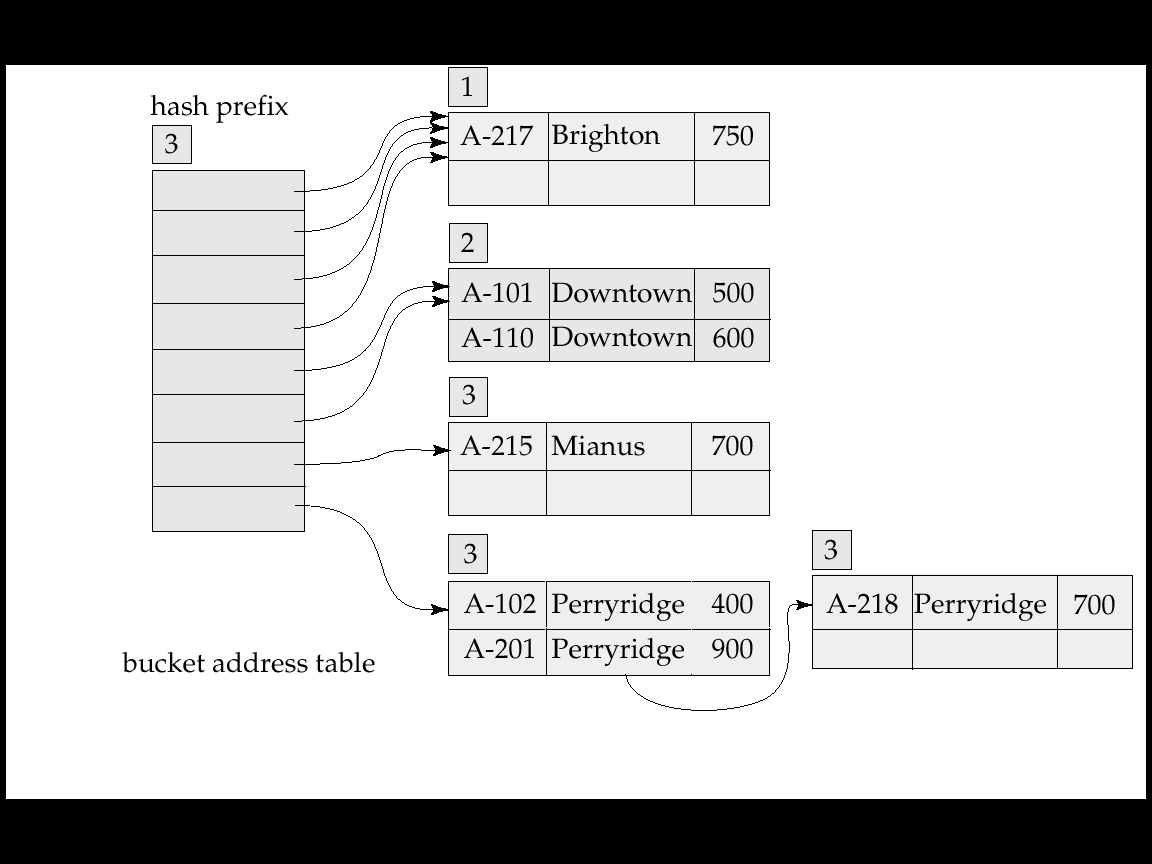 hash prefix
3
1
A-217 Brighton 750
2
A-101 Downtown 500
A-110 Downtown 600
3
A-215 Mianus 700
3
A-102 Perryridge 400
A-201 Perryridge 900
3
A-218 Perryridge 700
bucket address table